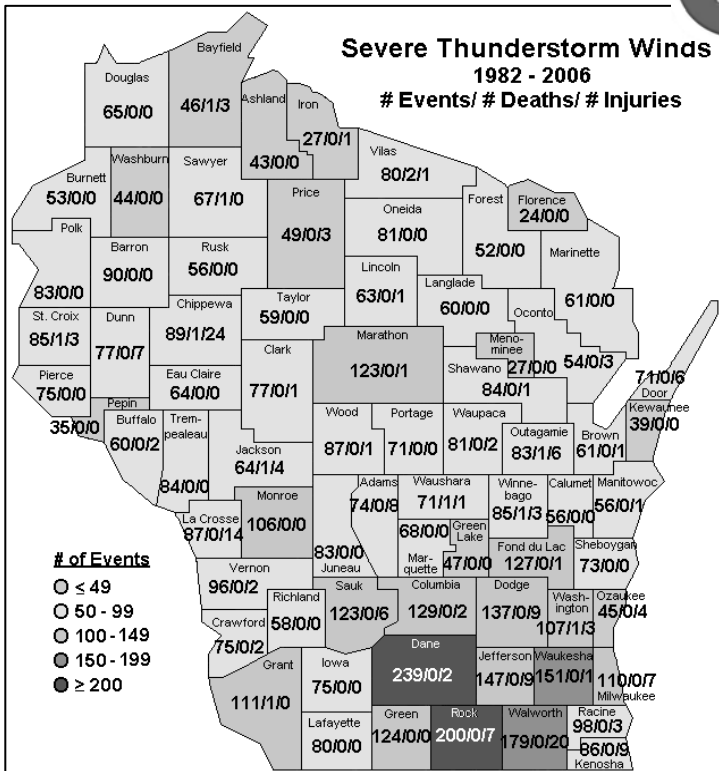 Severe Thunderstorm Winds
1982 - 2006
# Events/ # Deaths/ # Injuries
Bayfield
46/1/3
Douglas
65/0/0
Ashland
43/0/0
Iron
27/0/1
Vilas
80/2/1
Burnett
53/0/0
Washburn
44/0/0
Sawyer
67/1/0
Price
49/0/3
Oneida
81/0/0
Forest
52/0/0
Florence
24/0/0
Marinette
61/0/0
Polk
83/0/0
Barron
90/0/0
Rusk
56/0/0
Lincoln
63/0/1
Langlade
60/0/0
Oconto
54/0/3
St. Croix
85/1/3
Dunn
77/0/7
Chippewa
89/1/24
Taylor
59/0/0
Marathon
123/0/1
Meno-
minee
27/0/0
Shawano
84/0/1
Pierce
75/0/0
Eau Claire
64/0/0
Clark
77/0/1
71/0/6
Door
Pepin
35/0/0
Buffalo
60/0/2
Trem-
pealeau
84/0/0
Jackson
64/1/4
Wood
87/0/1
Portage
71/0/0
Waupaca
81/0/2
Outagamie
83/1/6
Brown
61/0/1
Kewaunee
39/0/0
La Crosse
87/0/14
Monroe
106/0/0
83/0/0
Juneau
Adams
74/0/8
Waushara
71/1/1
68/0/0
Mar-
quette
Green
Lake
47/0/0
Winne-
bago
85/1/3
Calumet
56/0/0
Manitowoc
56/0/1
Fond du Lac
127/0/1
Sheboygan
73/0/0
Vernon
96/0/2
Crawford
75/0/2
Richland
58/0/0
Sauk
123/0/6
Columbia
129/0/2
Dodge
137/0/9
Wash-
ington
107/1/3
Ozaukee
45/0/4
Grant
111/1/0
Iowa
75/0/0
Dane
239/0/2
Jefferson
147/0/9
Waukesha
151/0/1
110/0/7
Milwaukee
Lafayette
80/0/0
Green
124/0/0
Rock
200/0/7
Walworth
179/0/20
Racine
98/0/3
86/0/9
Kenosha
# of Events
≤ 49
50 - 99
100 - 149
150 - 199
≥ 200